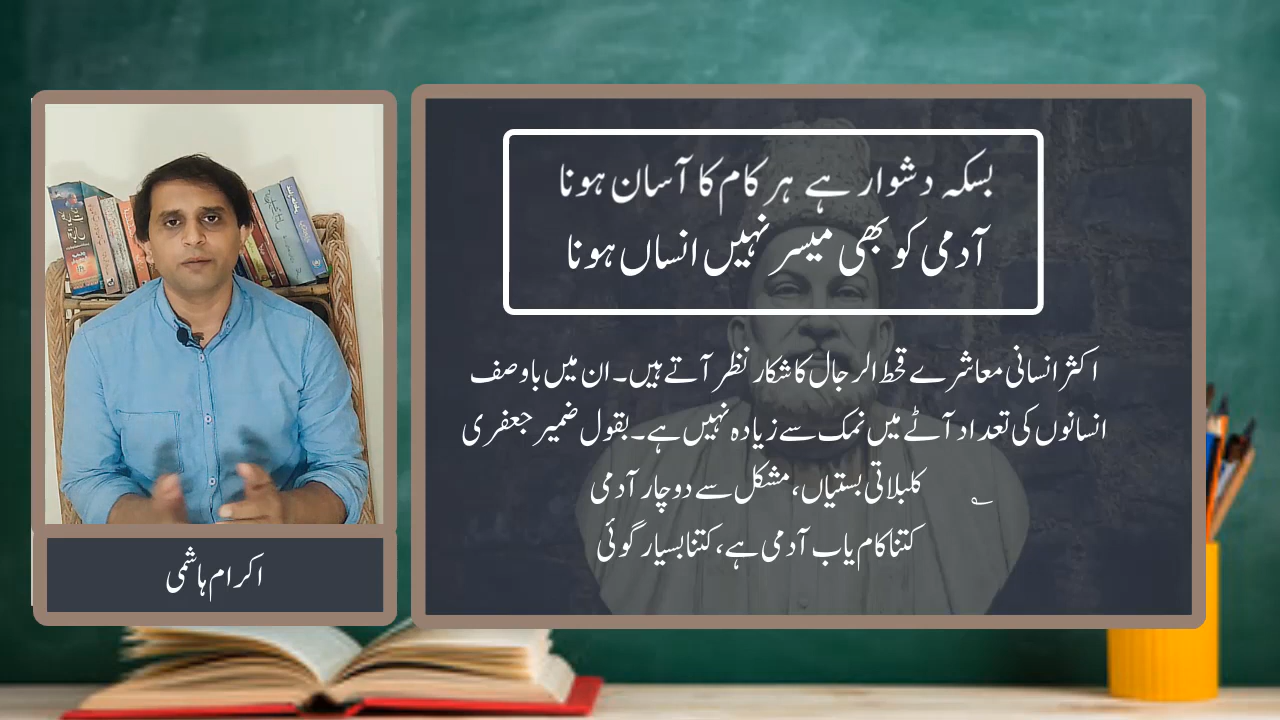 بسکہ دشوار ہے ہر کام کا آساں ہونا
آدمی کو بھی میسر نہیں انساں ہونا
اکثر انسانی معاشرے قحط الرجال کا شکار نظر آتے ہیں۔ ان میں باوصف
انسانوں کی تعداد آٹے میں نمک سے زیادہ نہیں ہے۔ بقول ضمیر جعفری
؎ کلبلاتی بستیاں، مشکل سے دوچار آدمی
کتنا کام یاب آدمی ہے، کتنا بسیار گوئی
اکرام ہاشمی